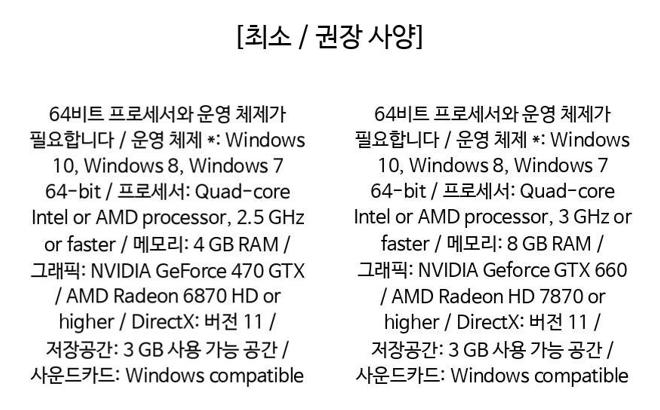 [최소 / 권장 사양]
64비트 프로세서와 운영 체제가
필요합니다 / 운영 체제 *: Windows
10, Windows 8, Windows 7
64-bit / 프로세서: Quad-core
Intel or AMD processor, 2.5 GHz
or faster / 메모리: 4 GB RAM /
그래픽: NVIDIA GeForce 470 GTX
/ AMD Radeon 6870 HD or
higher / DirectX: 버전 11 /
저장공간: 3 GB 사용 가능 공간 /
사운드카드: Windows compatible
64비트 프로세서와 운영 체제가
필요합니다 / 운영 체제 *: Windows
10, Windows 8, Windows 7
64-bit / 프로세서: Quad-core
Intel or AMD processor, 3 GHz or
faster / 메모리: 8 GB RAM /
그래픽: NVIDIA Geforce GTX 660
/ AMD Radeon HD 7870 or
higher / DirectX: 버전 11 /
저장공간: 3 GB 사용 가능 공간 /
사운드카드: Windows compatible